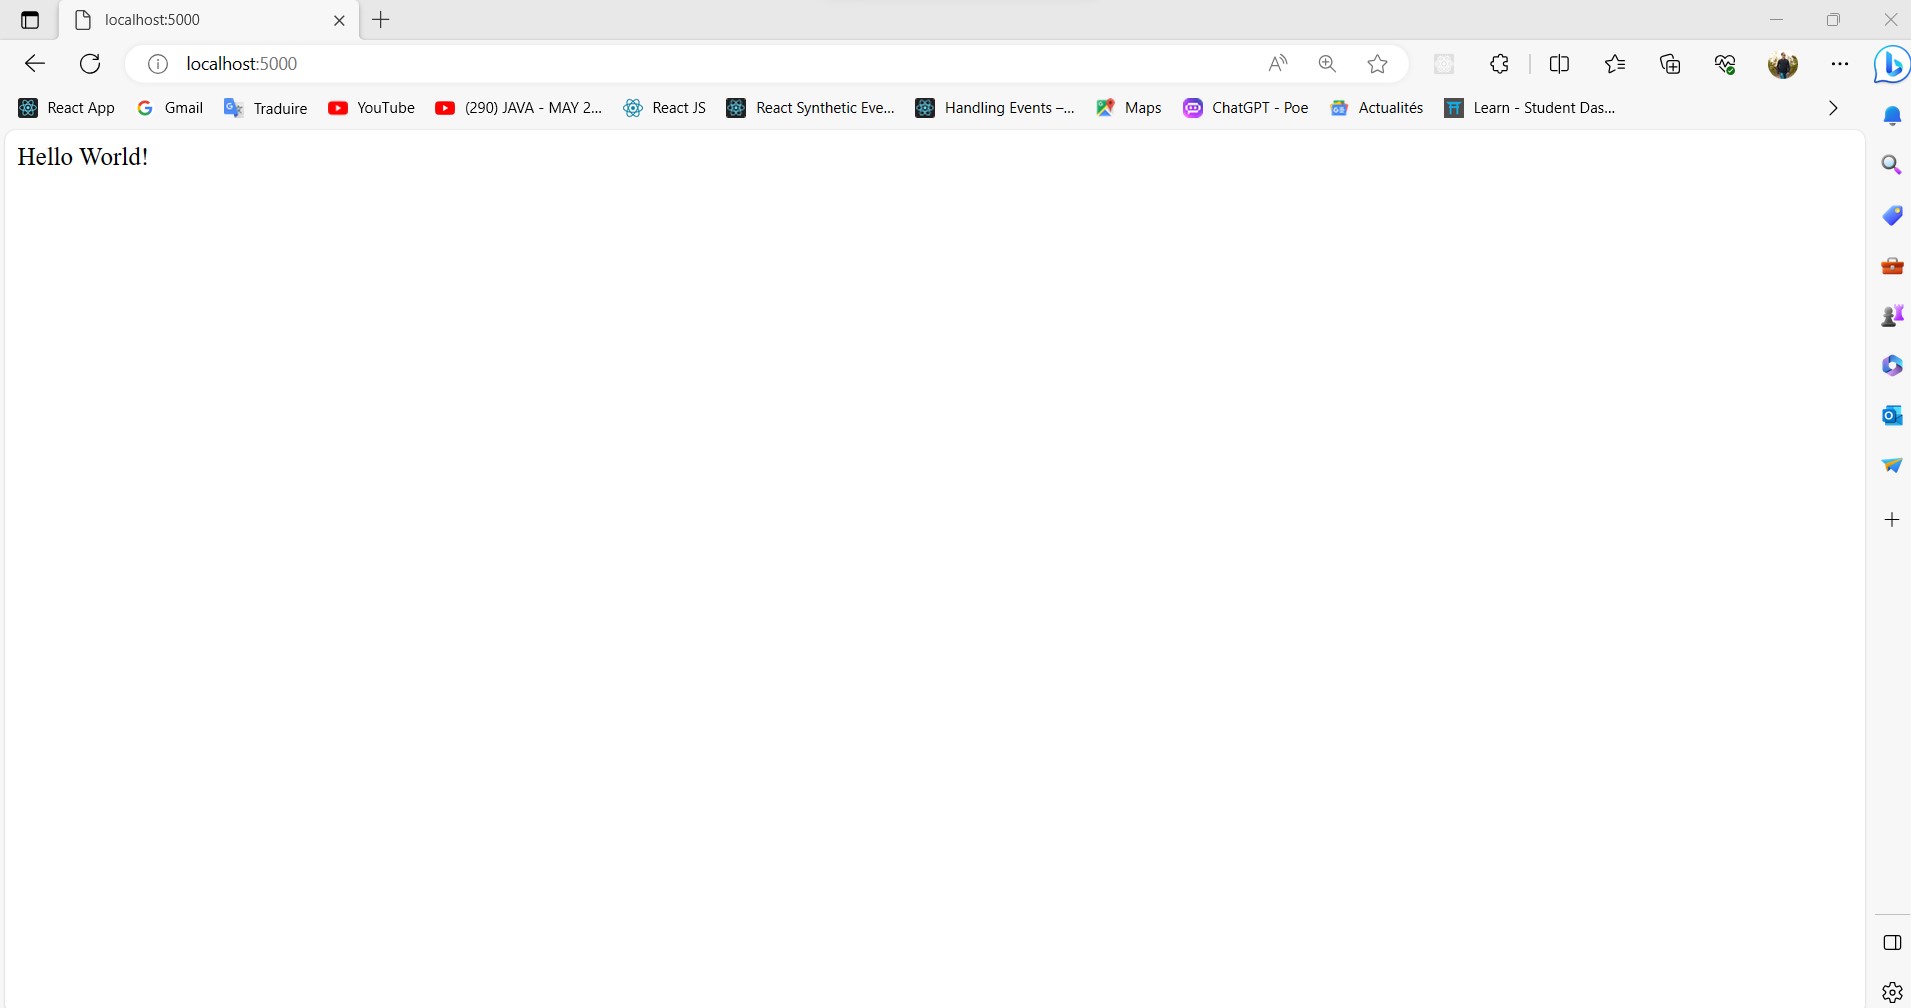 localhost:5000
localhost:5000
React App Gmail Traduire YouTube (290) JAVA - MAY 2... React JS React Synthetic Eve... Handling Events –... Maps ChatGPT - Poe Actualités Learn - Student Das...
Hello World!